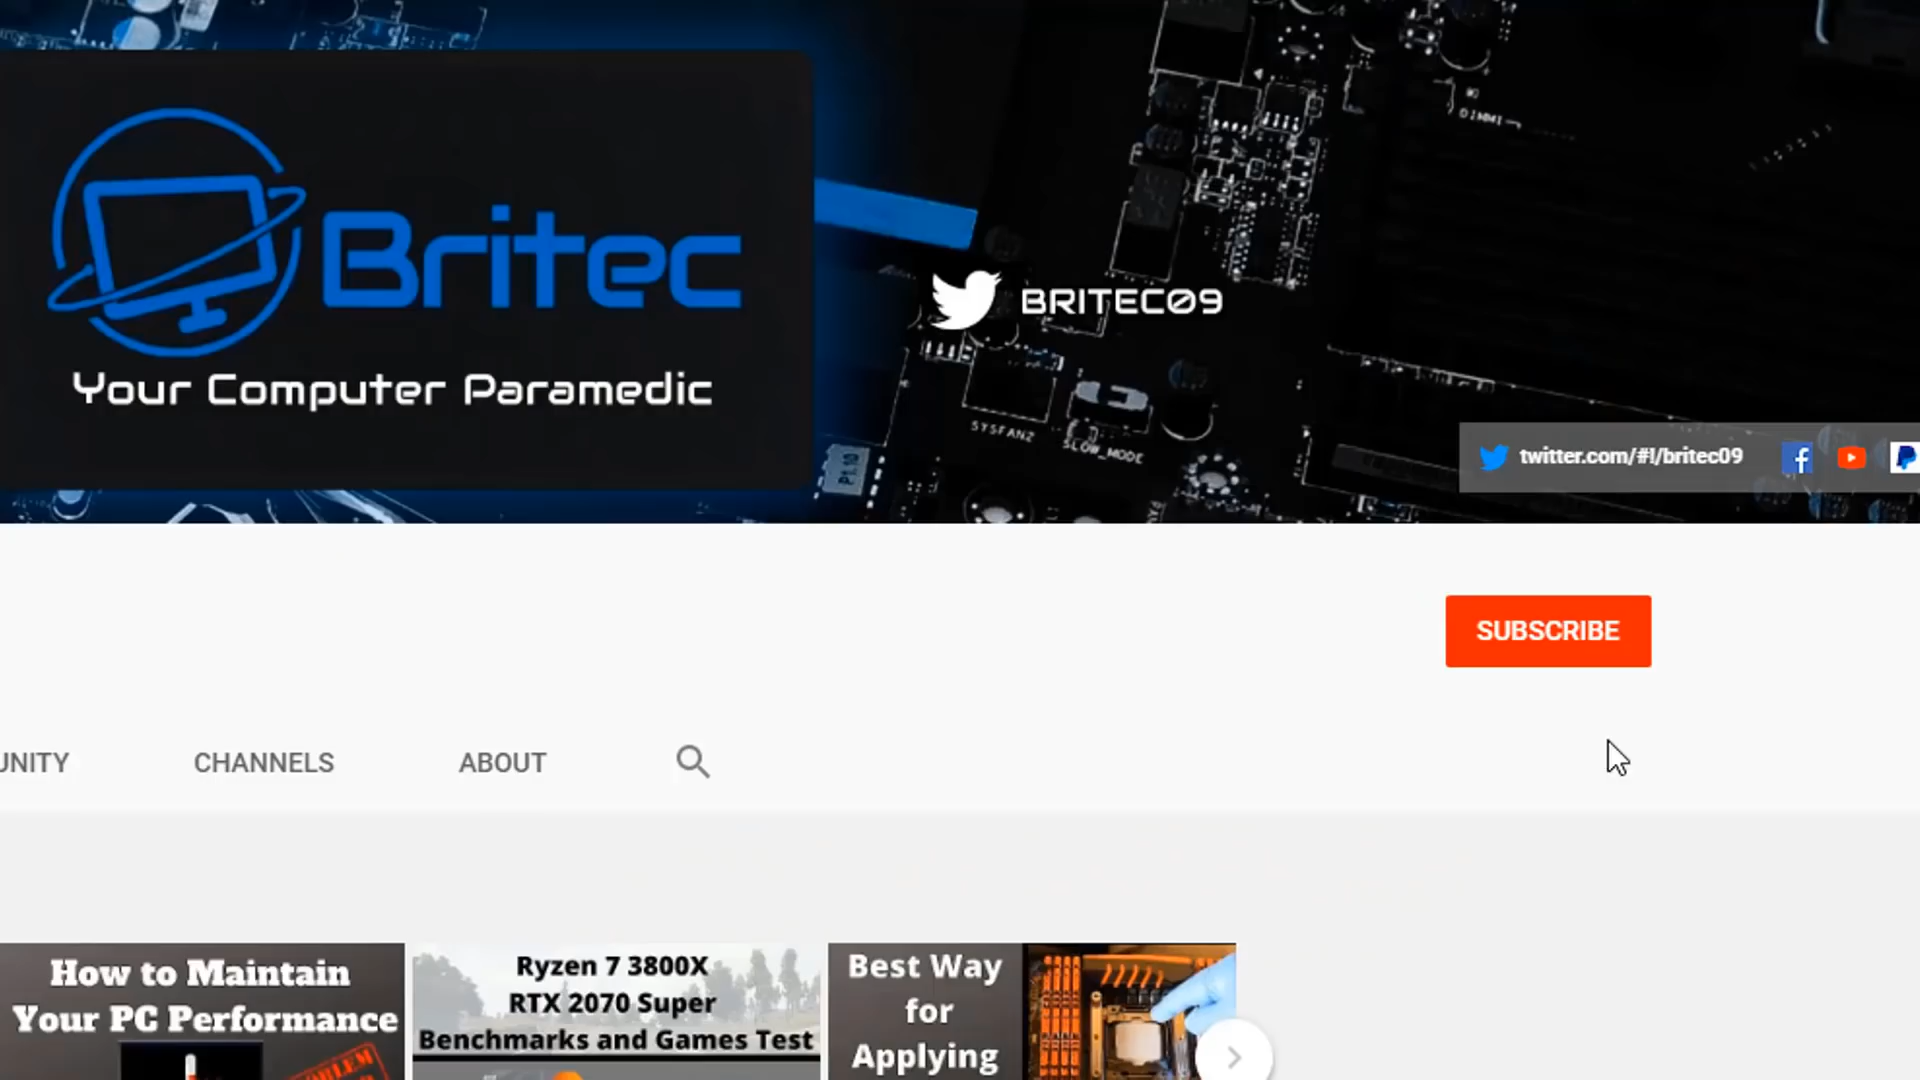 Britec
Your Computer Paramedic
BRITEC09
DIMM1
SYSFAN2
SLOW_MODE
twitter.com/#!/britec09
SUBSCRIBE
UNITY
CHANNELS
ABOUT
How to Maintain
Your PC Performance
Ryzen 7 3800X
RTX 2070 Super
Benchmarks and Games Test
Best Way
for
Applying